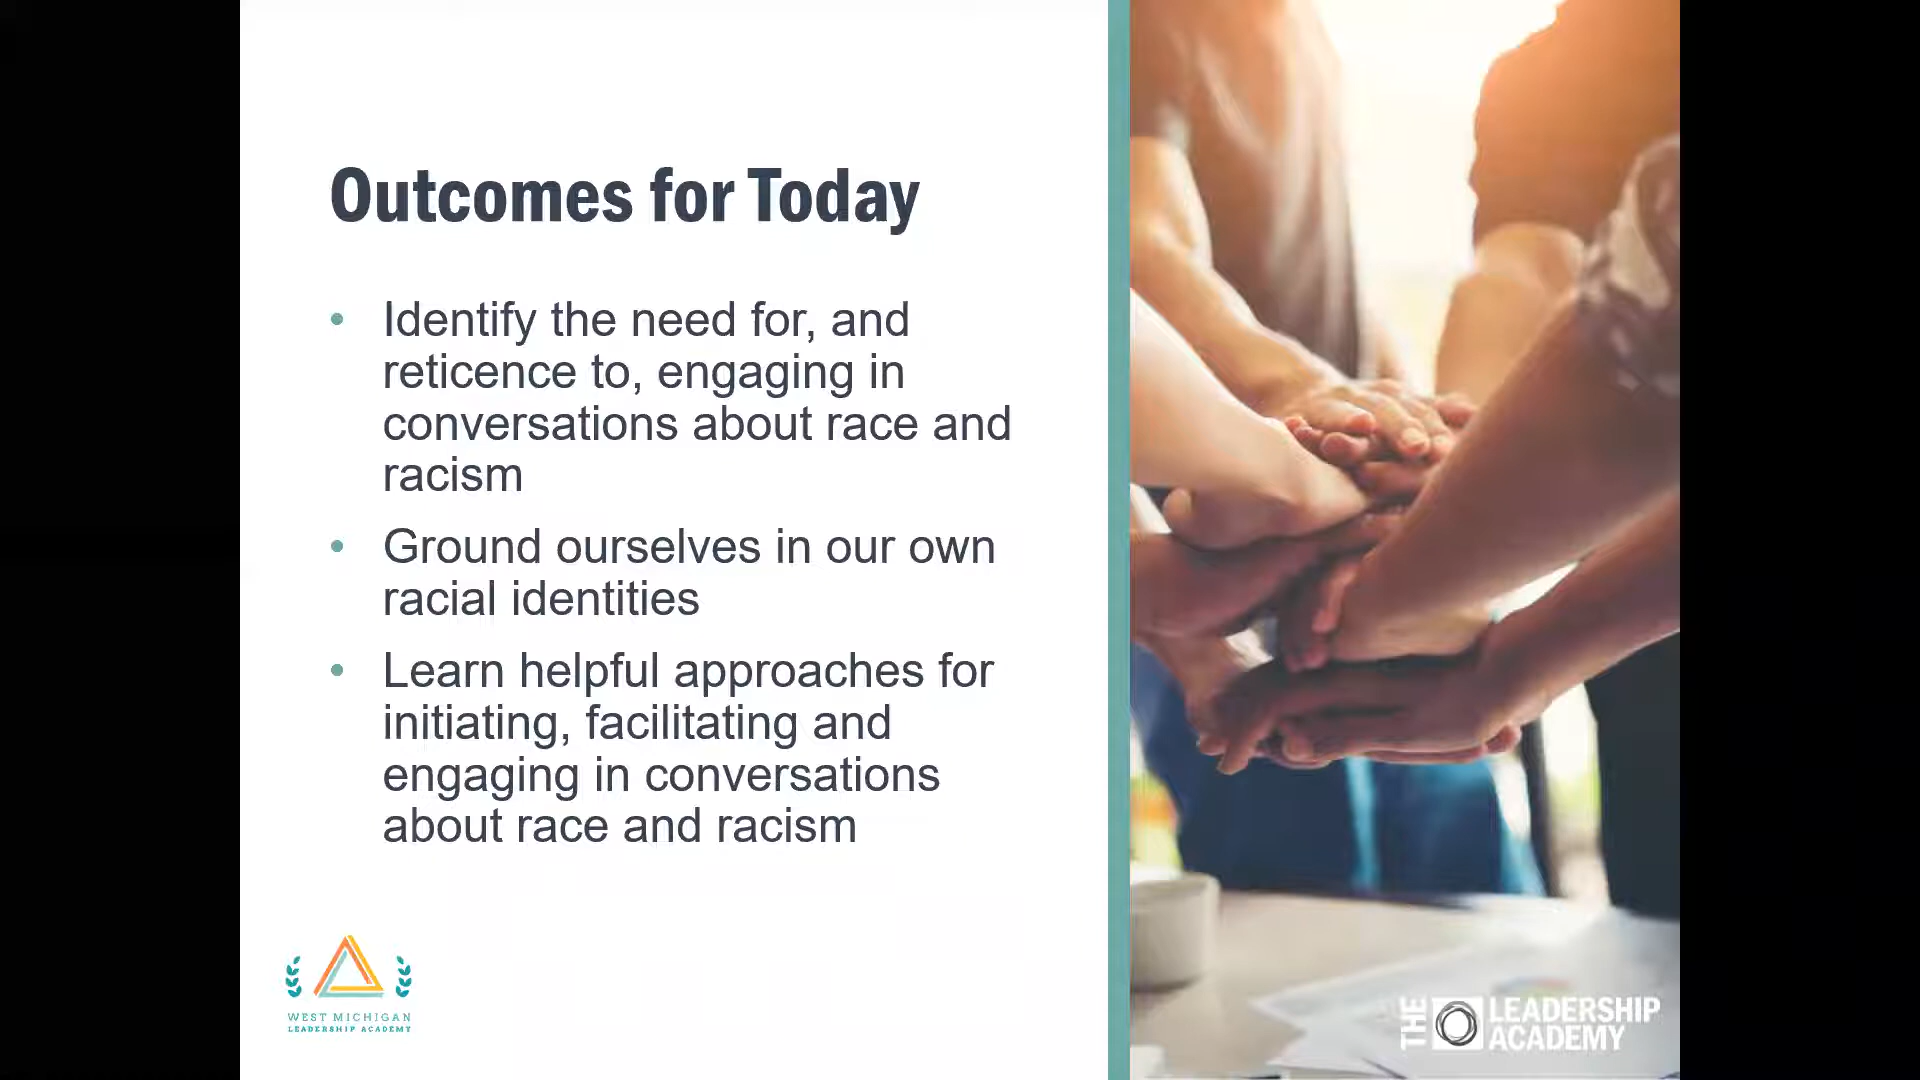 Outcomes for Today
• Identify the need for, and
reticence to, engaging in
conversations about race and
racism
• Ground ourselves in our own
racial identities
• Learn helpful approaches for
initiating, facilitating and
engaging in conversations
about race and racism
WEST MICHIGAN
LEADERSHIP ACADEMY
THE
LEADERSHIP
ACADEMY